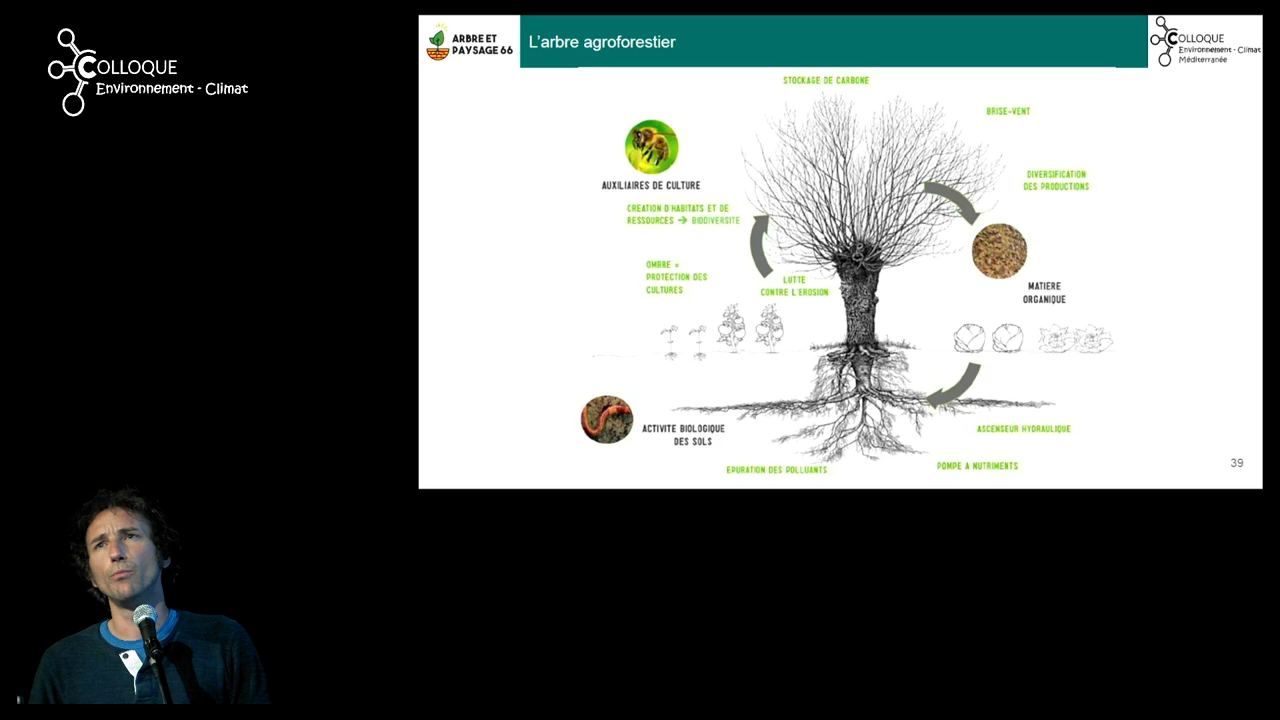 COLLOQUE
Environnement - Climat
ARBRE ET
PAYSAGE 66
L'arbre agroforestier
COLLOQUE
Environnement - Climat
Méditerranée
STOCKAGE DE CARBONE
BRISE-VENT
AUXILIAIRES DE CULTURE
DIVERSIFICATION
DES PRODUCTIONS
CREATION D'HABITATS ET DE
RESSOURCES → BIODIVERSITE
OMBRE =
PROTECTION DES
CULTURES
LUTTE
CONTRE L'EROSION
MATIERE
ORGANIQUE
ACTIVITE BIOLOGIQUE
DES SOLS
ASCENSEUR HYDRAULIQUE
EPURATION DES POLLUANTS
POMPE A NUTRIMENTS
39